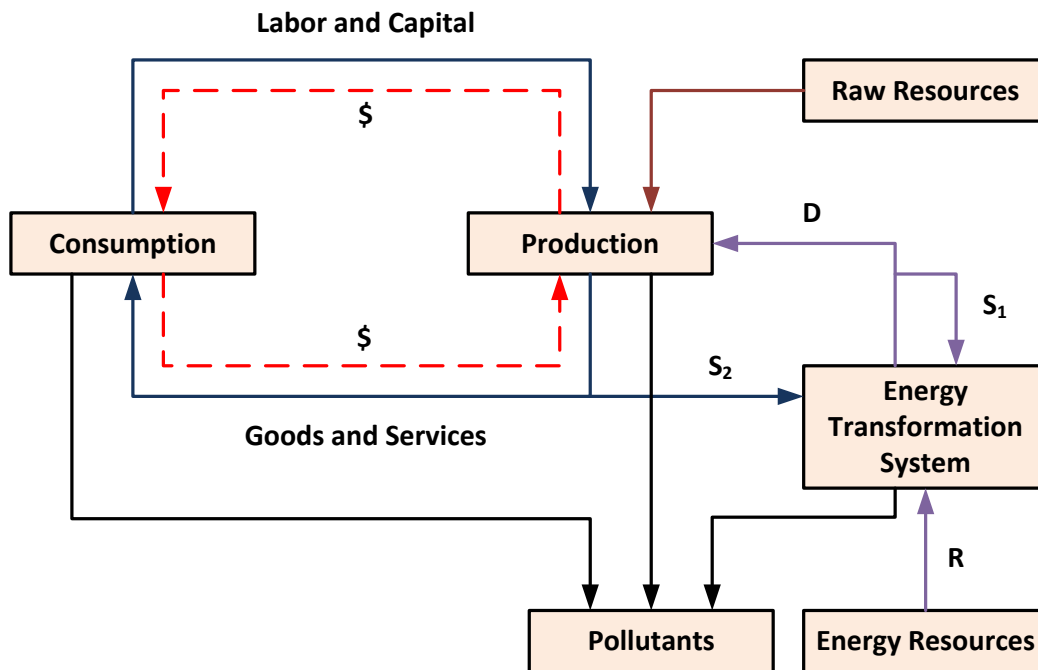 Labor and Capital
$
Raw Resources
D
Consumption
Production
S₁
$
S₂
Goods and Services
Energy
Transformation
System
R
Pollutants
Energy Resources